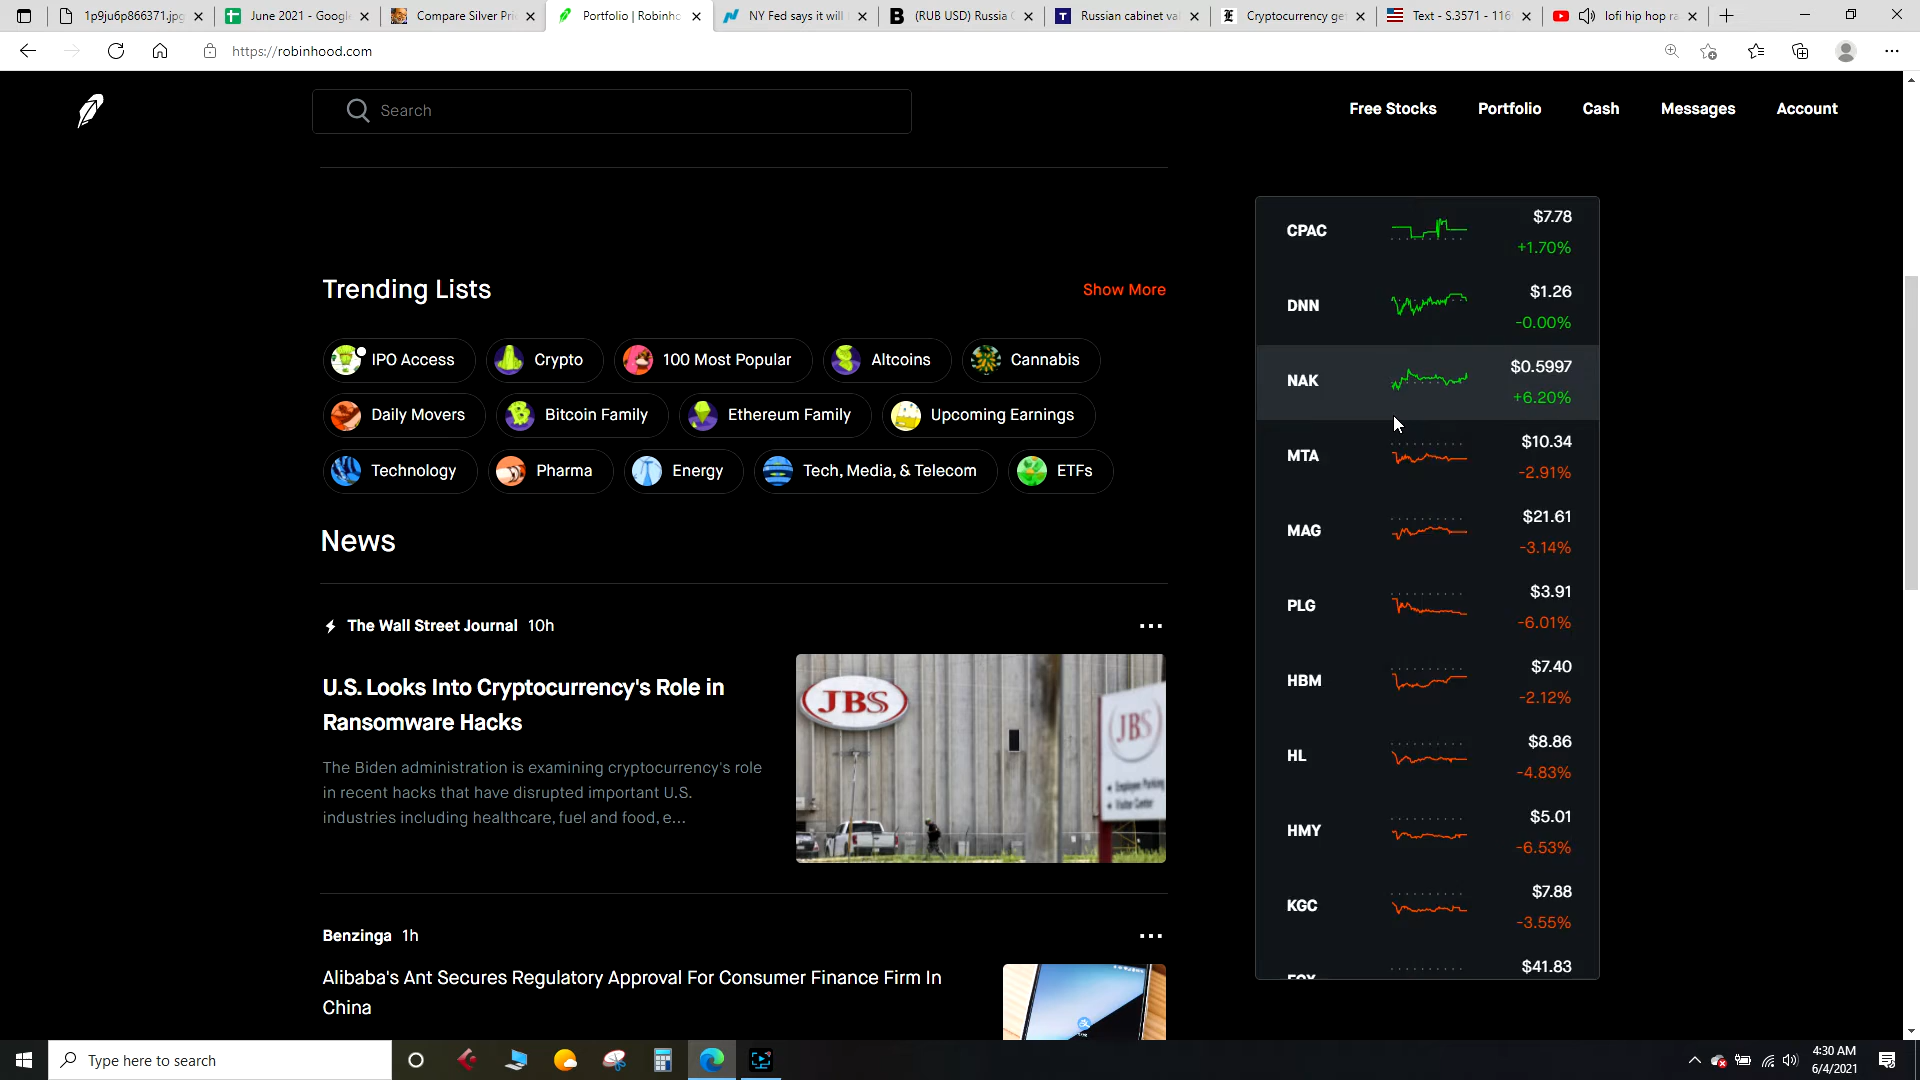 1p9ju6p866371.jpg
June 2021 - Google
Compare Silver Pric
Portfolio | Robinho
NY Fed says it will
(RUB USD) Russia
Russian cabinet va
Cryptocurrency ge
Text - S.3571 - 116
lofi hip hop ra
https://robinhood.com
Search
Free Stocks
Portfolio
Cash
Messages
Account
Trending Lists
Show More
IPO Access
Crypto
100 Most Popular
Altcoins
Cannabis
Daily Movers
Bitcoin Family
Ethereum Family
Upcoming Earnings
Technology
Pharma
Energy
Tech, Media, & Telecom
ETFs
News
The Wall Street Journal 10h
U.S. Looks Into Cryptocurrency's Role in
Ransomware Hacks
The Biden administration is examining cryptocurrency's role
in recent hacks that have disrupted important U.S.
industries including healthcare, fuel and food, e...
JBS
JBS
Employee Parking
Visitor Center
Benzinga 1h
Alibaba's Ant Secures Regulatory Approval For Consumer Finance Firm In
China
CPAC
$7.78
+1.70%
DNN
$1.26
-0.00%
NAK
$0.5997
+6.20%
MTA
$10.34
-2.91%
MAG
$21.61
-3.14%
PLG
$3.91
-6.01%
HBM
$7.40
-2.12%
HL
$8.86
-4.83%
HMY
$5.01
-6.53%
KGC
$7.88
-3.55%
$41.83
Type here to search
4:30 AM
6/4/2021